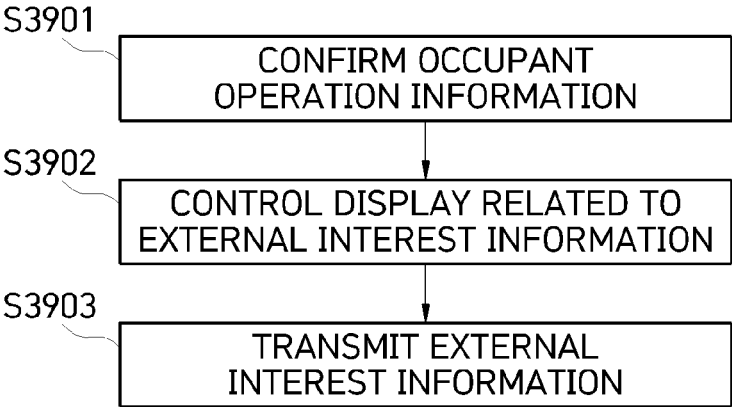 S3901
CONFIRM OCCUPANT
OPERATION INFORMATION
S3902
CONTROL DISPLAY RELATED TO
EXTERNAL INTEREST INFORMATION
S3903
TRANSMIT EXTERNAL
INTEREST INFORMATION